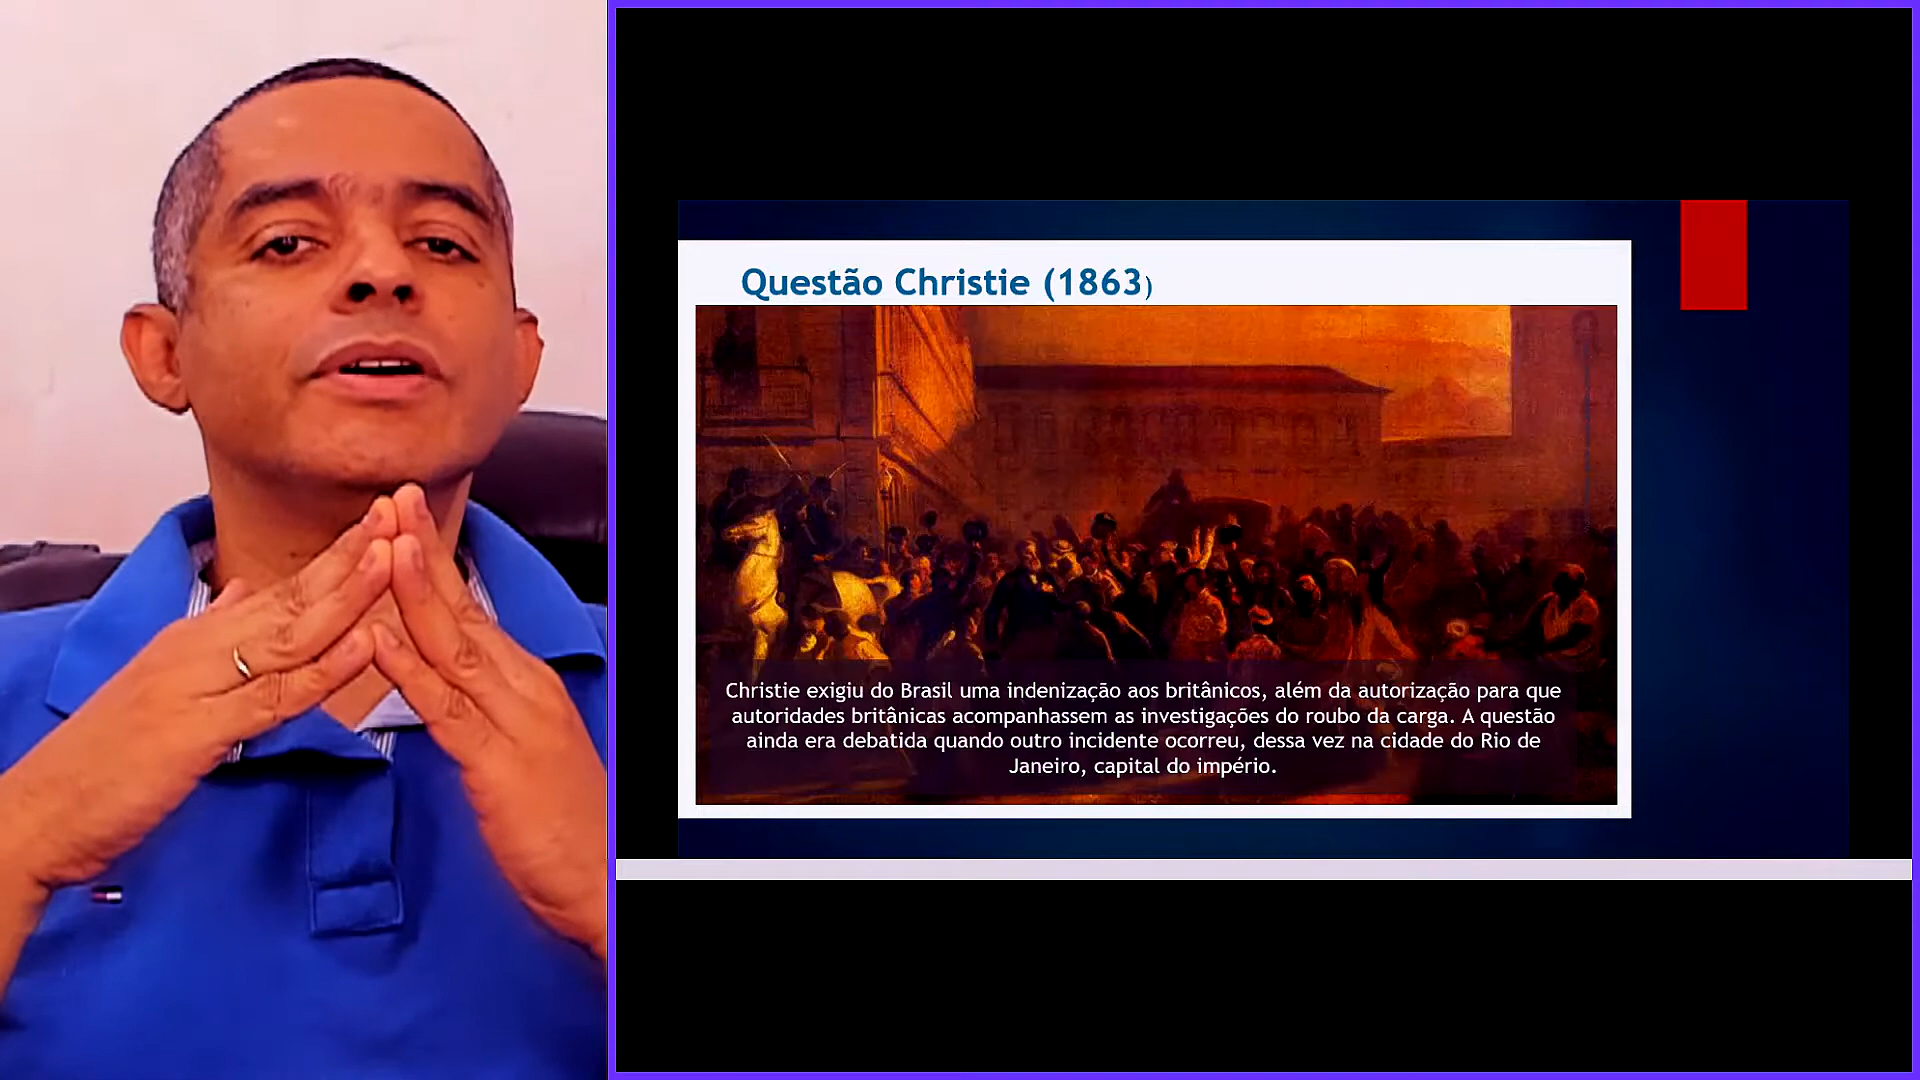 Questão Christie (1863)
Christie exigiu do Brasil uma indenização aos britânicos, além da autorização para que
autoridades britânicas acompanhassem as investigações do roubo da carga. A questão
ainda era debatida quando outro incidente ocorreu, dessa vez na cidade do Rio de
Janeiro, capital do império.